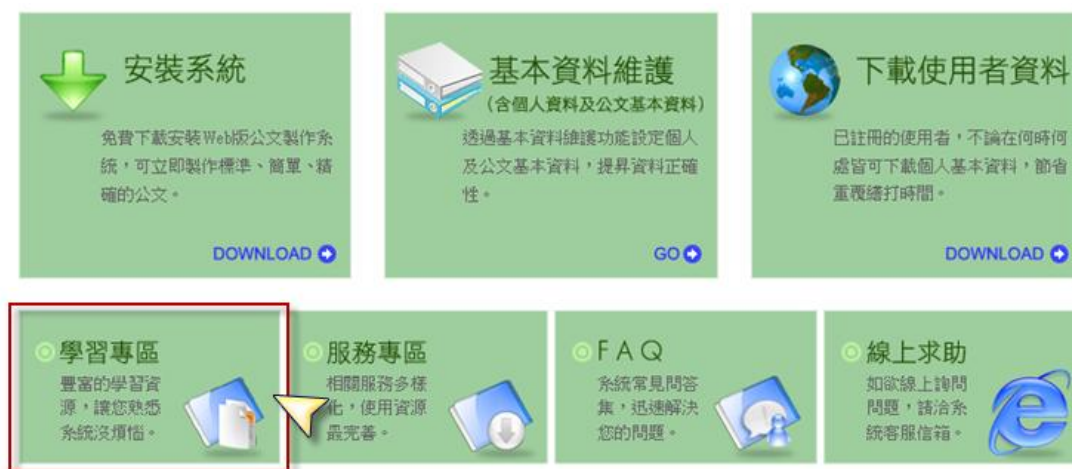 安裝系統
免費下載安裝Web版公文製作系
統，可立即製作標準、簡單、精
確的公文。
DOWNLOAD
基本資料維護
(含個人資料及公文基本資料)
透過基本資料維護功能設定個人
及公文基本資料，提昇資料正確
性。
GO
下載使用者資料
已註冊的使用者，不論在何時何
處皆可下載個人基本資料，節省
重覆繕打時間。
DOWNLOAD
學習專區
豐富的學習資
源，讓您熟悉
系統沒煩惱。
服務專區
相關服務多樣
化，使用資源
最完善。
FAQ
系統常見問答
集，迅速解決
您的問題。
線上求助
如欲線上詢問
問題，請洽系
統客服信箱。